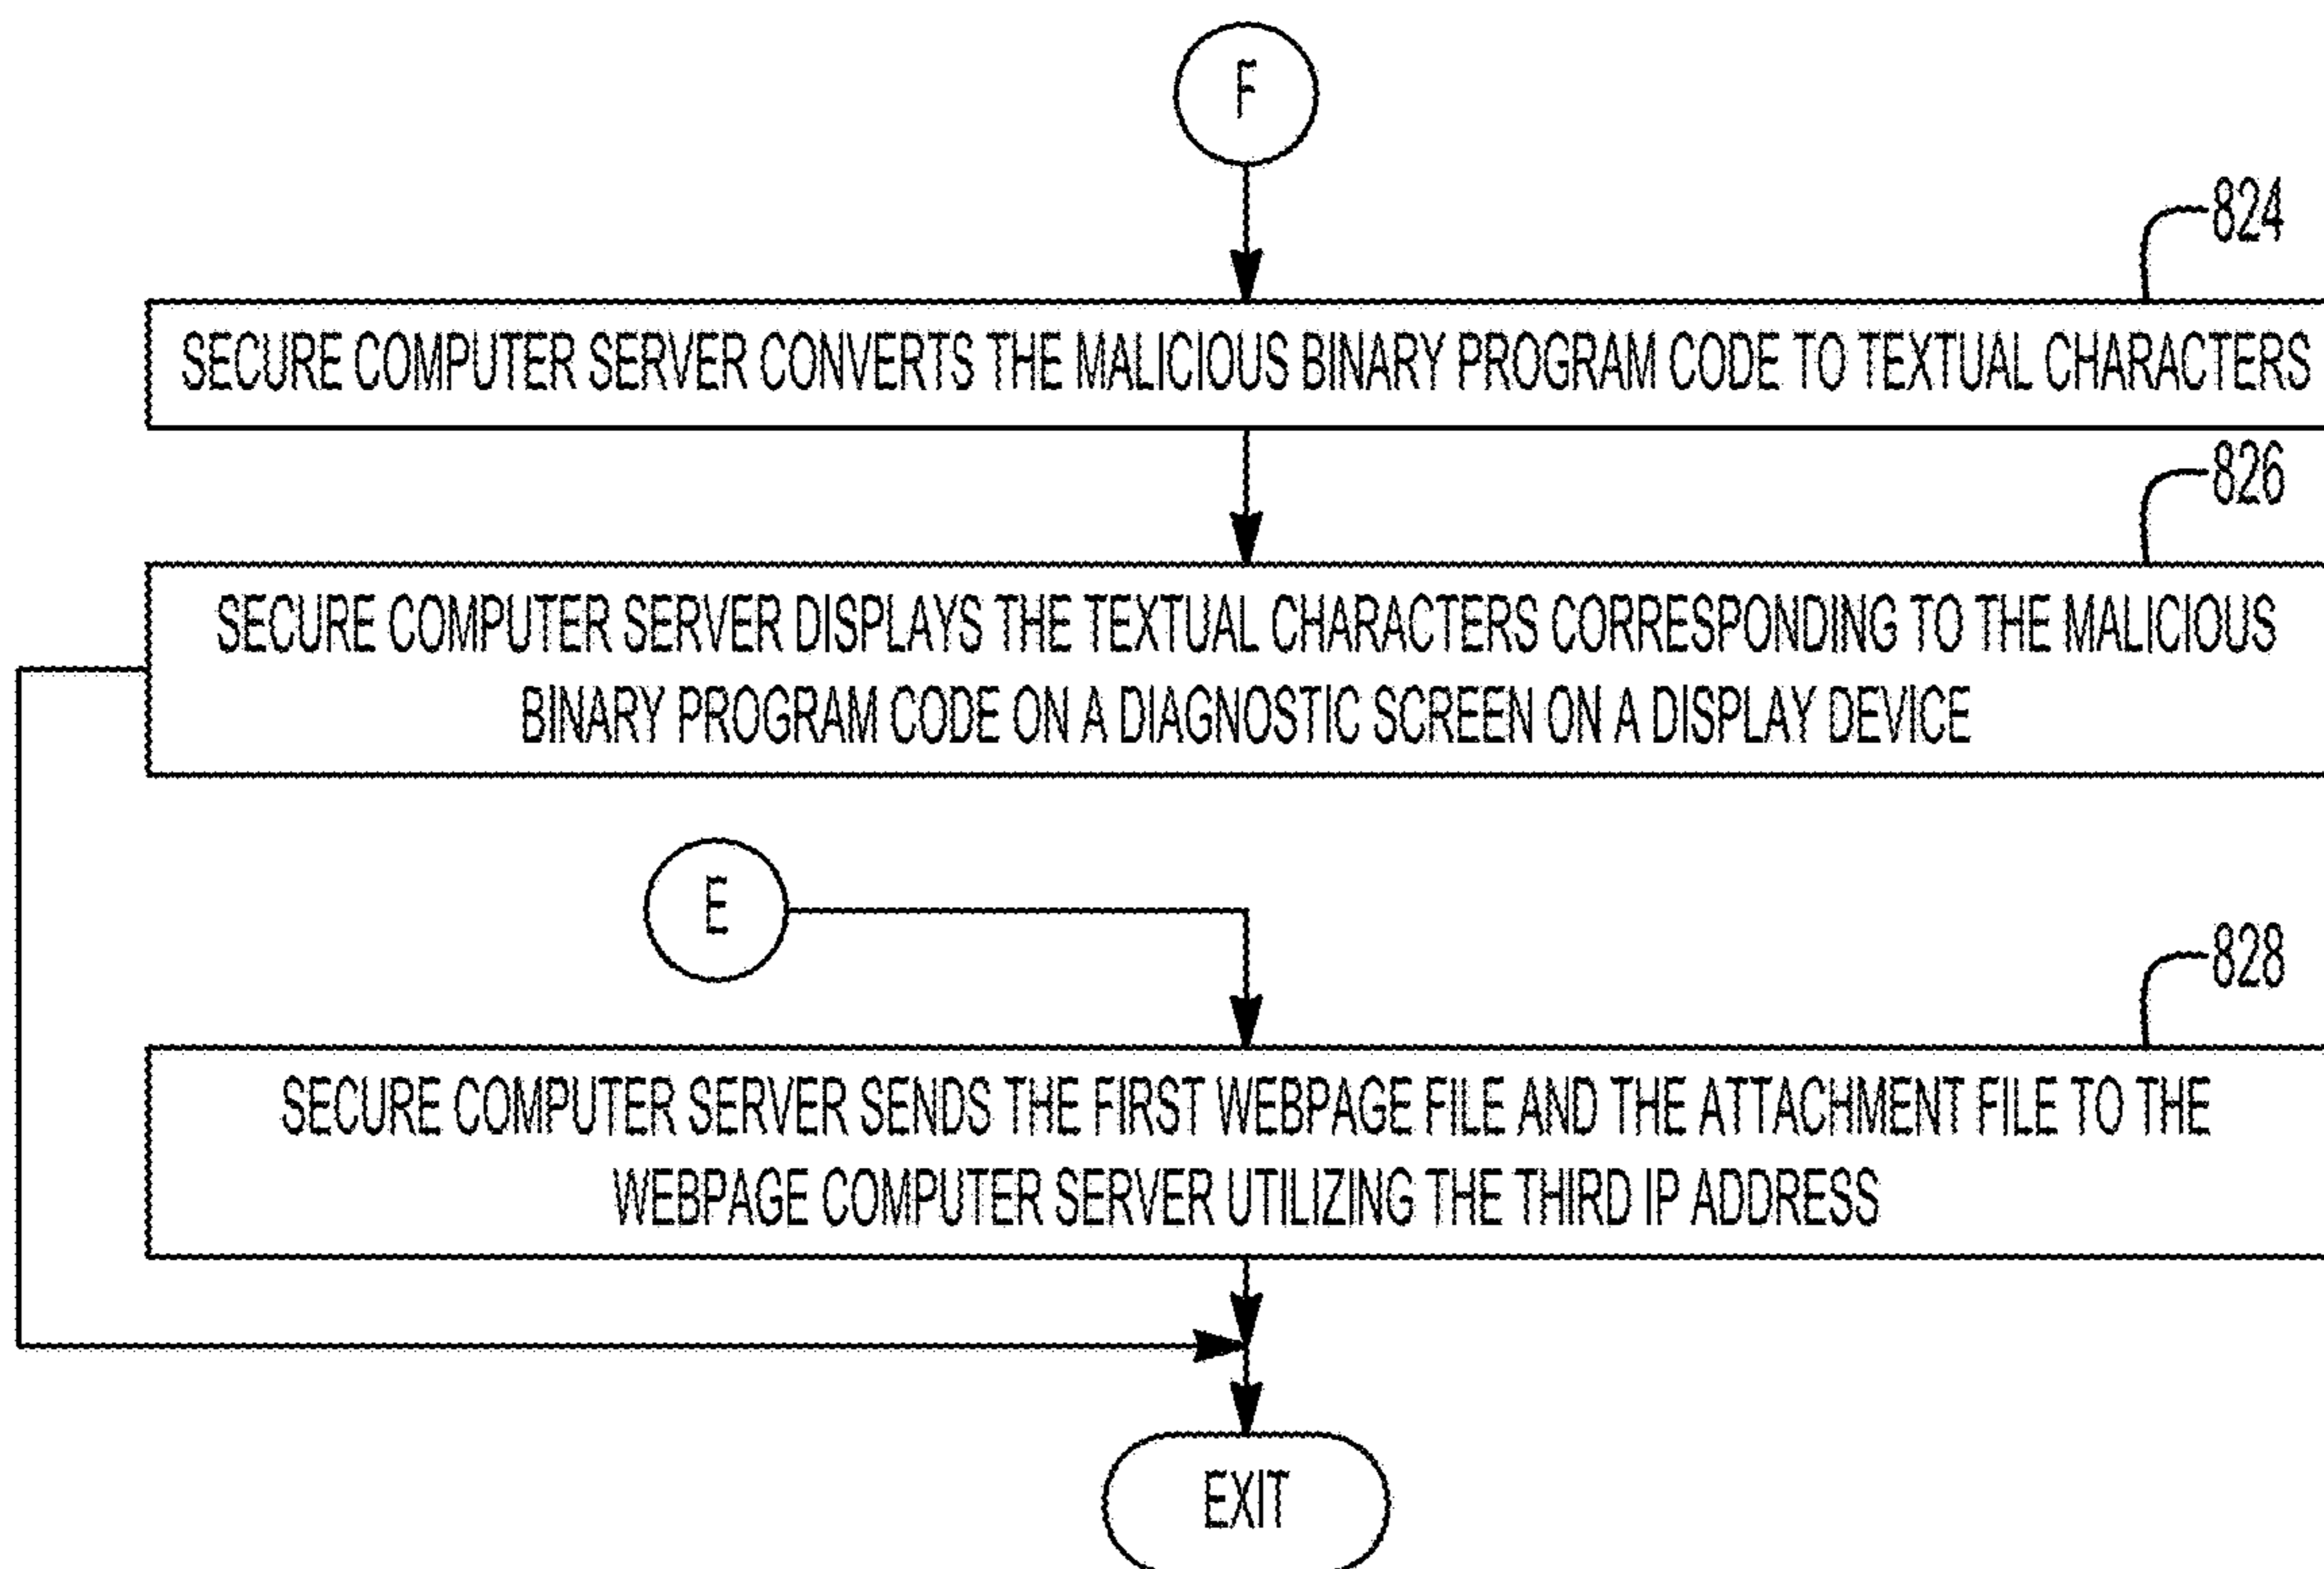 F
824
SECURE COMPUTER SERVER CONVERTS THE MALICIOUS BINARY PROGRAM CODE TO TEXTUAL CHARACTERS
826
SECURE COMPUTER SERVER DISPLAYS THE TEXTUAL CHARACTERS CORRESPONDING TO THE MALICIOUS
BINARY PROGRAM CODE ON A DIAGNOSTIC SCREEN ON A DISPLAY DEVICE
E
828
SECURE COMPUTER SERVER SENDS THE FIRST WEBPAGE FILE AND THE ATTACHMENT FILE TO THE
WEBPAGE COMPUTER SERVER UTILIZING THE THIRD IP ADDRESS
EXIT